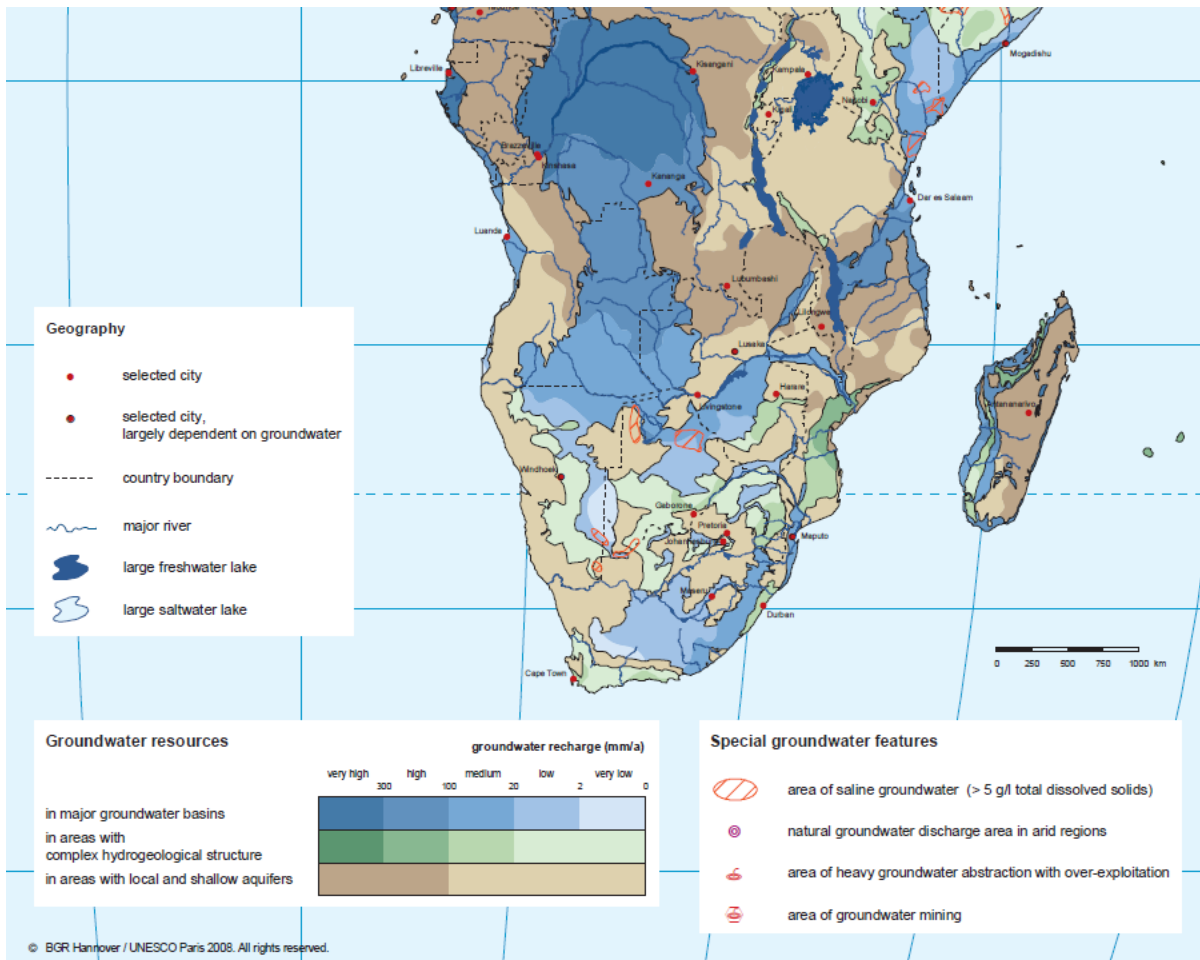 Mogadishu
Libreville
Kisangani
Kampala
Nairobi
Kigali
Brazzaville
Kinshasa
Kananga
Dar es Salaam
Luanda
Lubumbashi
Lilongwe
Lusaka
Harare
Livingstone
Antananarivo
Windhoek
Gaborone
Pretoria
Johannesburg
Maputo
Maseru
Durban
Cape Town
0 250 500 750 1000 km
Geography
selected city
selected city,
largely dependent on groundwater
country boundary
major river
large freshwater lake
large saltwater lake
Groundwater resources
groundwater recharge (mm/a)
very high high medium low very low
300 100 20 2 0
in major groundwater basins
in areas with
complex hydrogeological structure
in areas with local and shallow aquifers
Special groundwater features
area of saline groundwater (> 5 g/l total dissolved solids)
natural groundwater discharge area in arid regions
area of heavy groundwater abstraction with over-exploitation
area of groundwater mining
© BGR Hannover / UNESCO Paris 2008. All rights reserved.